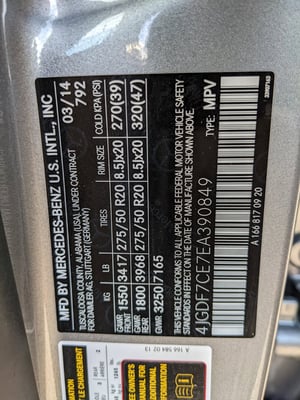 MFD BY MERCEDES-BENZ U.S. INTL., INC
TUSCALOOSA COUNTY, ALABAMA/USA, UNDER CONTRACT
FOR DAIMLER AG, STUTTGART (GERMANY)
03/14
792
KG LB TIRE SIZE RIM SIZE COLD KPA (PSI)
GAWR 1550 3417 275/50 R20 8.5Jx20 270(39)
GAWR 1800 3968 275/50 R20 8.5Jx20 320(47)
GVWR 3250/7165
THIS VEHICLE CONFORMS TO ALL APPLICABLE FEDERAL MOTOR VEHICLE SAFETY
STANDARDS IN EFFECT ON THE DATE OF MANUFACTURE SHOWN ABOVE.
4JGDF7CE7EA390849 TYPE: MPV
A 166 817 09 20
A 166 584 02 13